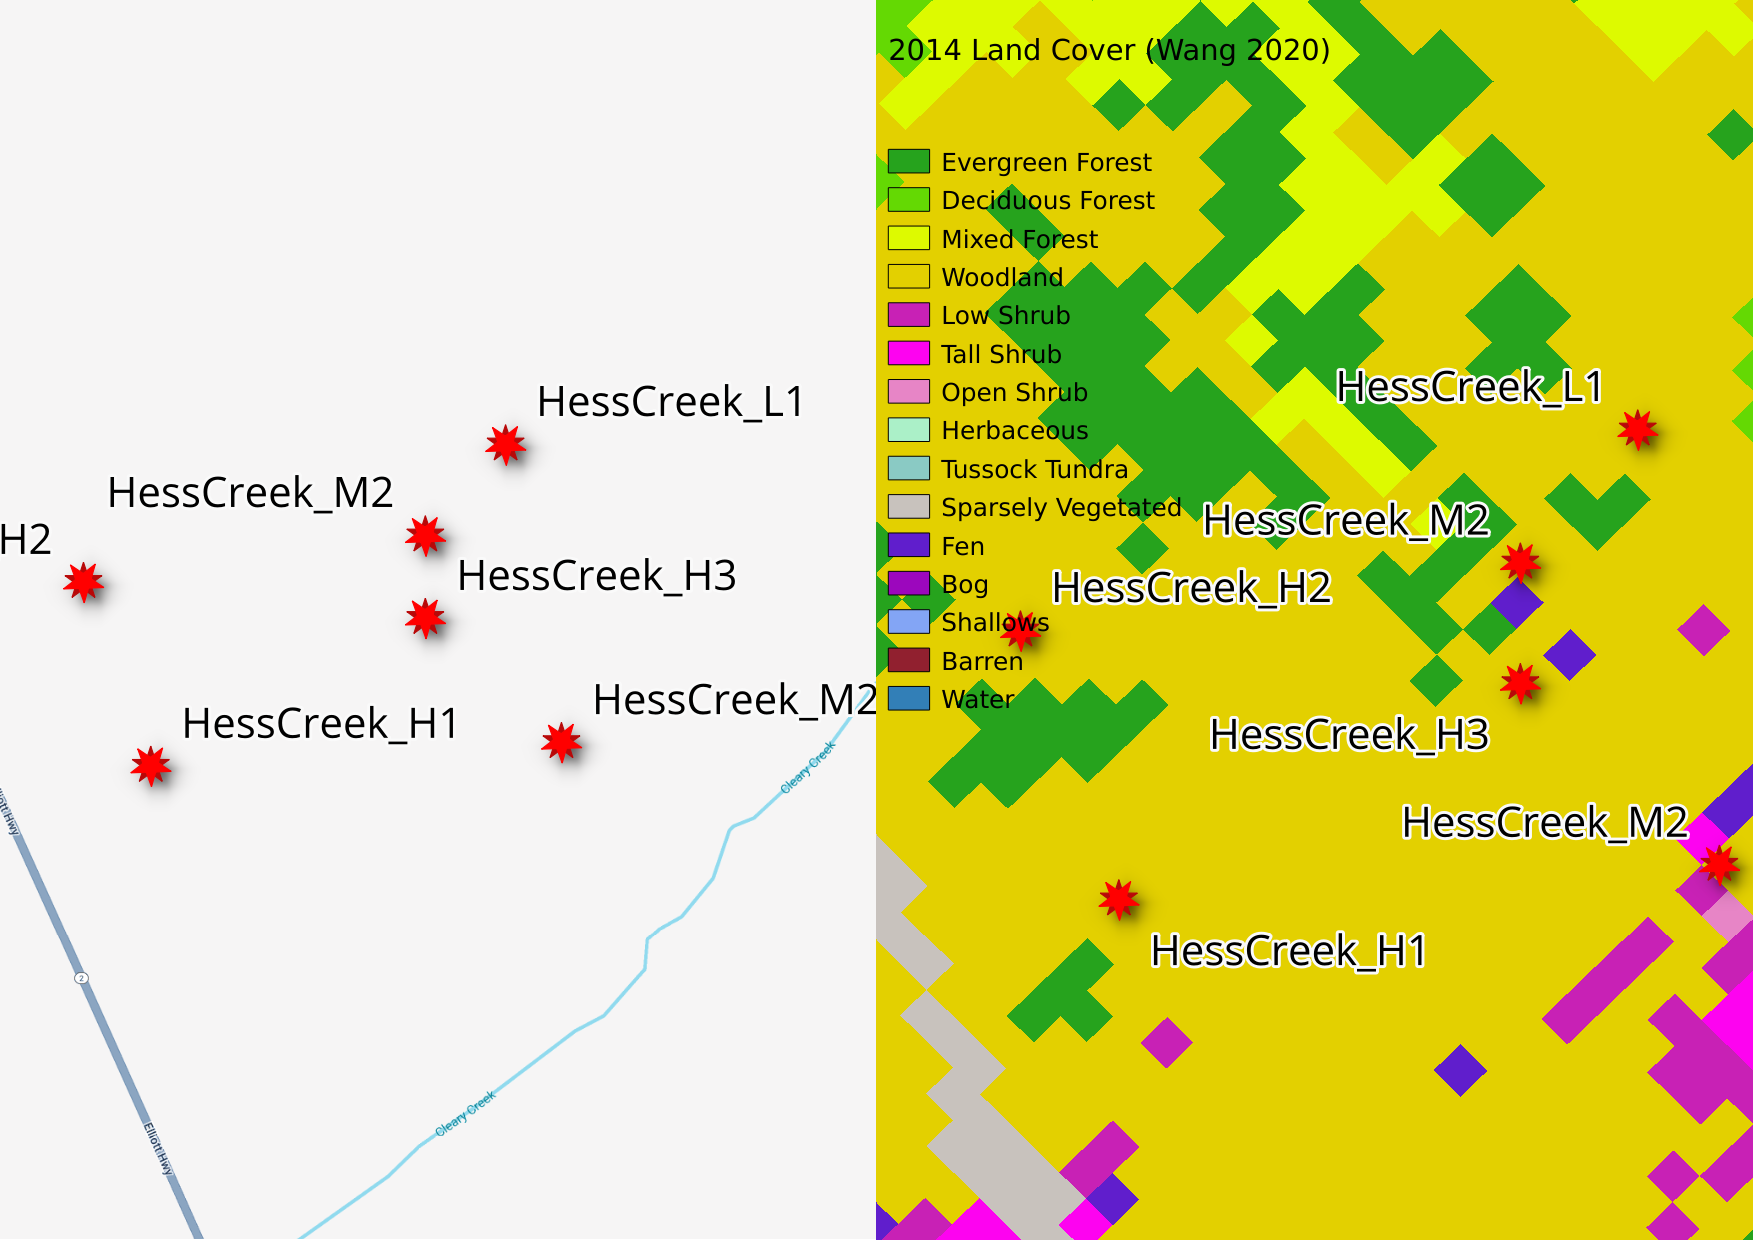 HessCreek_L1
HessCreek_M2
H2
HessCreek_H3
HessCreek_M2
HessCreek_H1
Cleary Creek
Cleary Creek
iott Hwy
2
Elliott Hwy
2014 Land Cover (Wang 2020)
Evergreen Forest
Deciduous Forest
Mixed Forest
Woodland
Low Shrub
Tall Shrub
Open Shrub
Herbaceous
Tussock Tundra
Sparsely Vegetated
Fen
Bog
Shallows
Barren
Water
HessCreek_L1
HessCreek_M2
HessCreek_H2
HessCreek_H3
HessCreek_M2
HessCreek_H1